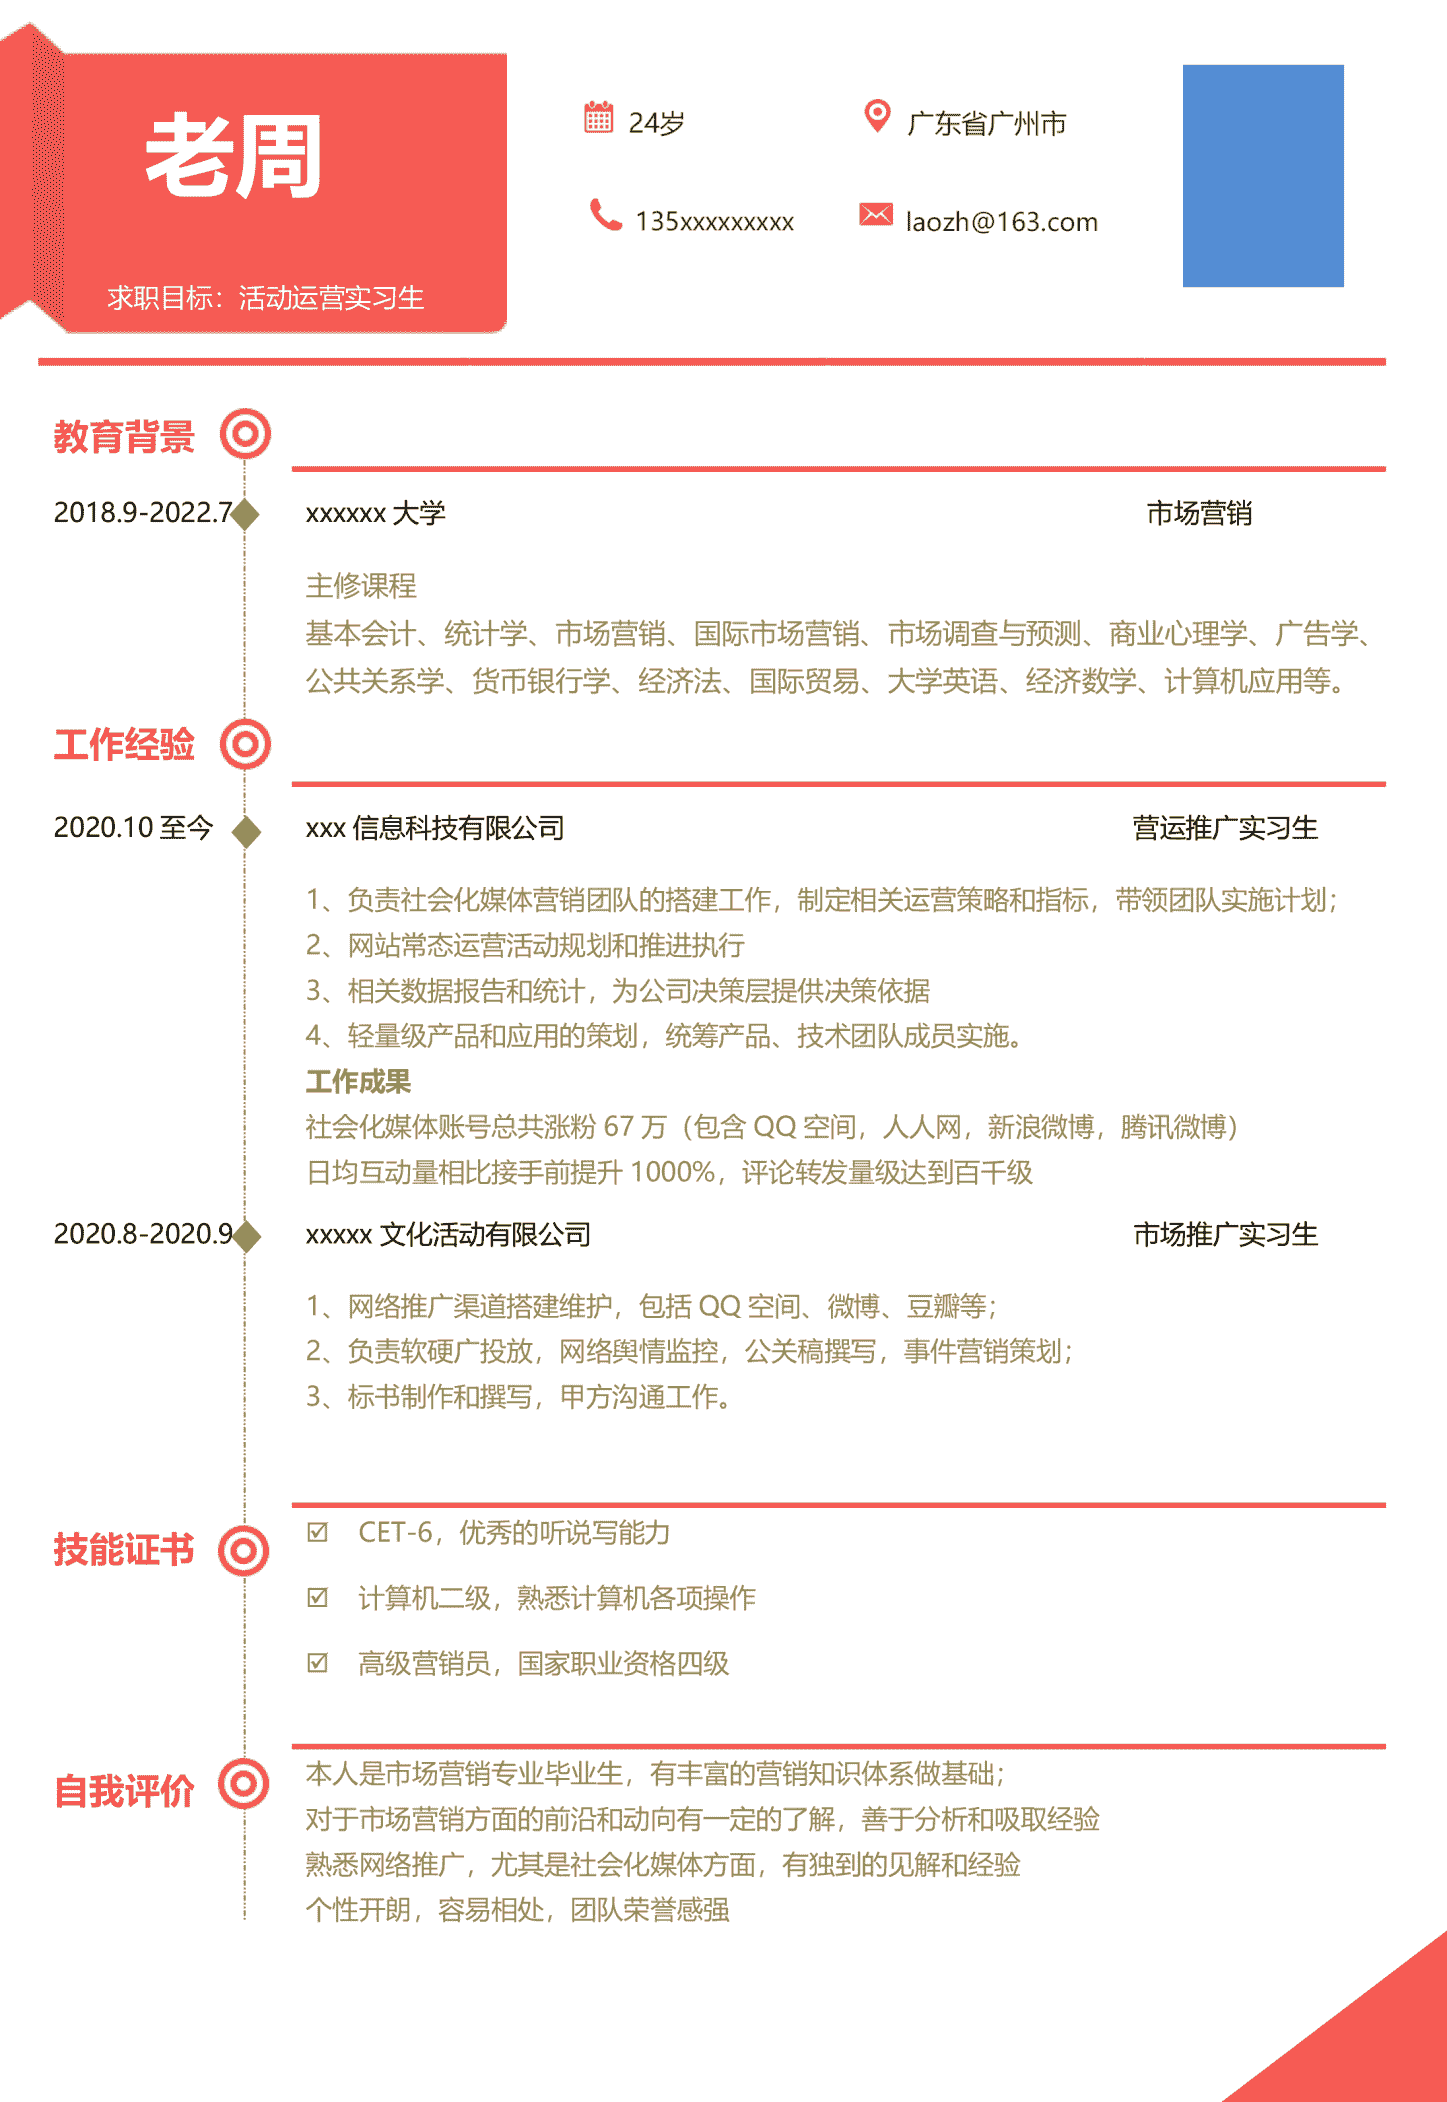 老周
求职目标：活动运营实习生
24岁
广东省广州市
135xxxxxxxxx
laozh@163.com
教育背景
2018.9-2022.7 xxxxxx 大学 市场营销
主修课程
基本会计、统计学、市场营销、国际市场营销、市场调查与预测、商业心理学、广告学、
公共关系学、货币银行学、经济法、国际贸易、大学英语、经济数学、计算机应用等。
工作经验
2020.10 至今 xxx 信息科技有限公司 营运推广实习生
1、负责社会化媒体营销团队的搭建工作，制定相关运营策略和指标，带领团队实施计划；
2、网站常态运营活动规划和推进执行
3、相关数据报告和统计，为公司决策层提供决策依据
4、轻量级产品和应用的策划，统筹产品、技术团队成员实施。
工作成果
社会化媒体账号总共涨粉 67 万（包含 QQ 空间，人人网，新浪微博，腾讯微博）
日均互动量相比接手前提升 1000%，评论转发量级达到百千级
2020.8-2020.9 xxxxx 文化活动有限公司 市场推广实习生
1、网络推广渠道搭建维护，包括 QQ 空间、微博、豆瓣等；
2、负责软硬广投放，网络舆情监控，公关稿撰写，事件营销策划；
3、标书制作和撰写，甲方沟通工作。
技能证书
CET-6，优秀的听说写能力
计算机二级，熟悉计算机各项操作
高级营销员，国家职业资格四级
自我评价
本人是市场营销专业毕业生，有丰富的营销知识体系做基础；
对于市场营销方面的前沿和动向有一定的了解，善于分析和吸取经验
熟悉网络推广，尤其是社会化媒体方面，有独到的见解和经验
个性开朗，容易相处，团队荣誉感强